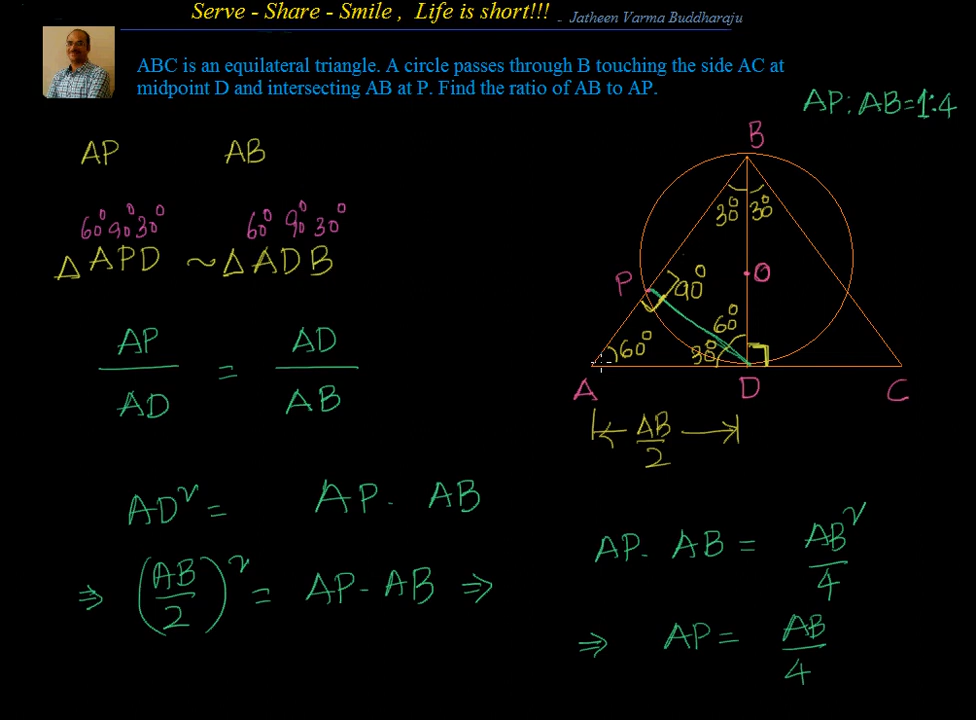 Serve - Share - Smile , Life is short!!! - Jatheen Varma Buddharaju
ABC is an equilateral triangle. A circle passes through B touching the side AC at
midpoint D and intersecting AB at P. Find the ratio of AB to AP.
AP:AB=1:4
AP AB
60° 90° 30° 60° 90° 30°
△ APD ~ △ ADB
AP/AD = AD/AB
AD² = AP · AB
⇒ (AB/2)² = AP · AB ⇒
B
30° 30°
P 90° O
60°
60° 30°
A D C
AB/2
AP · AB = AB²/4
⇒ AP = AB/4